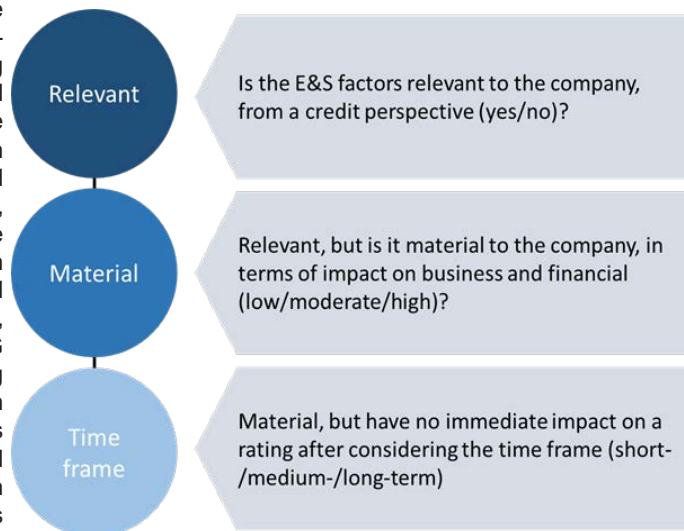 Relevant
Is the E&S factors relevant to the company,
from a credit perspective (yes/no)?
Material
Relevant, but is it material to the company, in
terms of impact on business and financial
(low/moderate/high)?
Time
frame
Material, but have no immediate impact on a
rating after considering the time frame (short-
/medium-/long-term)